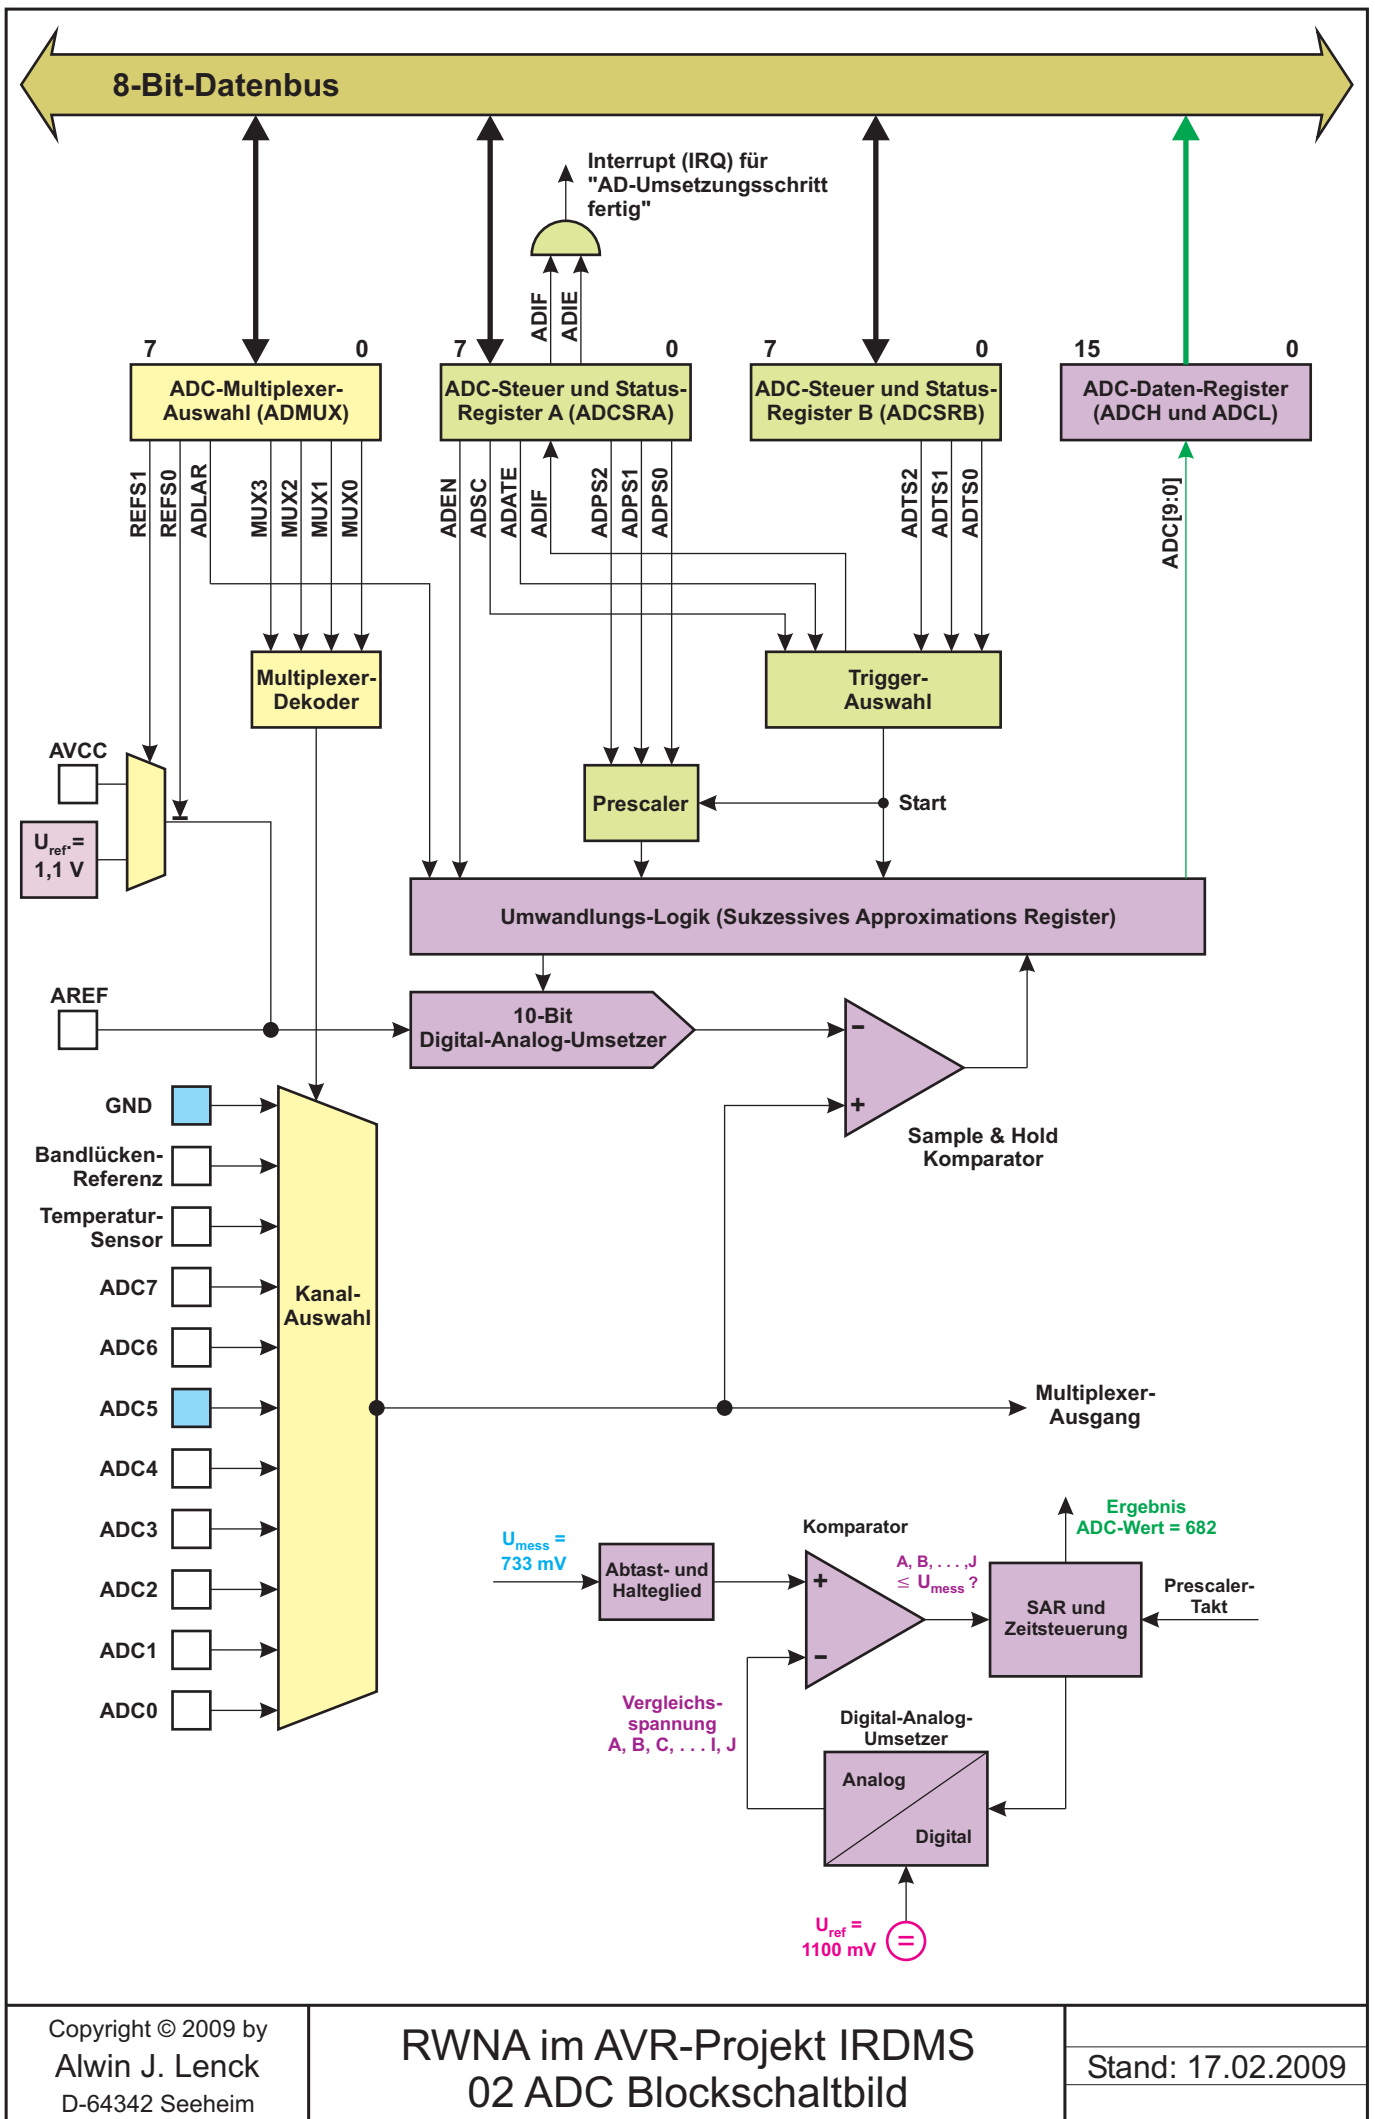 8-Bit-Datenbus
Interrupt (IRQ) für
"AD-Umsetzungsschritt
fertig"
ADIF
ADIE
7
0
7
0
7
0
15
0
ADC-Multiplexer-
Auswahl (ADMUX)
ADC-Steuer und Status-
Register A (ADCSRA)
ADC-Steuer und Status-
Register B (ADCSRB)
ADC-Daten-Register
(ADCH und ADCL)
REFS1
REFS0
ADLAR
MUX3
MUX2
MUX1
MUX0
ADEN
ADSC
ADATE
ADIF
ADPS2
ADPS1
ADPS0
ADTS2
ADTS1
ADTS0
ADC[9:0]
Multiplexer-
Dekoder
Trigger-
Auswahl
AVCC
Prescaler
Start
Uref.=
1,1 V
Umwandlungs-Logik (Sukzessives Approximations Register)
AREF
10-Bit
Digital-Analog-Umsetzer
–
+
Sample & Hold
Komparator
GND
Bandlücken-
Referenz
Temperatur-
Sensor
ADC7
ADC6
ADC5
ADC4
ADC3
ADC2
ADC1
ADC0
Kanal-
Auswahl
Multiplexer-
Ausgang
Ergebnis
ADC-Wert = 682
Umess =
733 mV
Abtast- und
Halteglied
Komparator
+
–
A, B, . . . ,J
≤ Umess ?
SAR und
Zeitsteuerung
Prescaler-
Takt
Vergleichs-
spannung
A, B, C, . . . I, J
Digital-Analog-
Umsetzer
Analog
Digital
Uref =
1100 mV
=
Copyright © 2009 by
Alwin J. Lenck
D-64342 Seeheim
RWNA im AVR-Projekt IRDMS
02 ADC Blockschaltbild
Stand: 17.02.2009